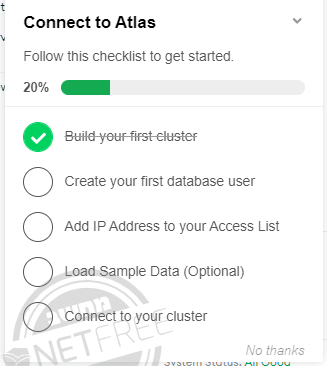 Connect to Atlas
Follow this checklist to get started.
20%
Build your first cluster
Create your first database user
Add IP Address to your Access List
Load Sample Data (Optional)
Connect to your cluster
NETFREE
No thanks
System Status: All Good